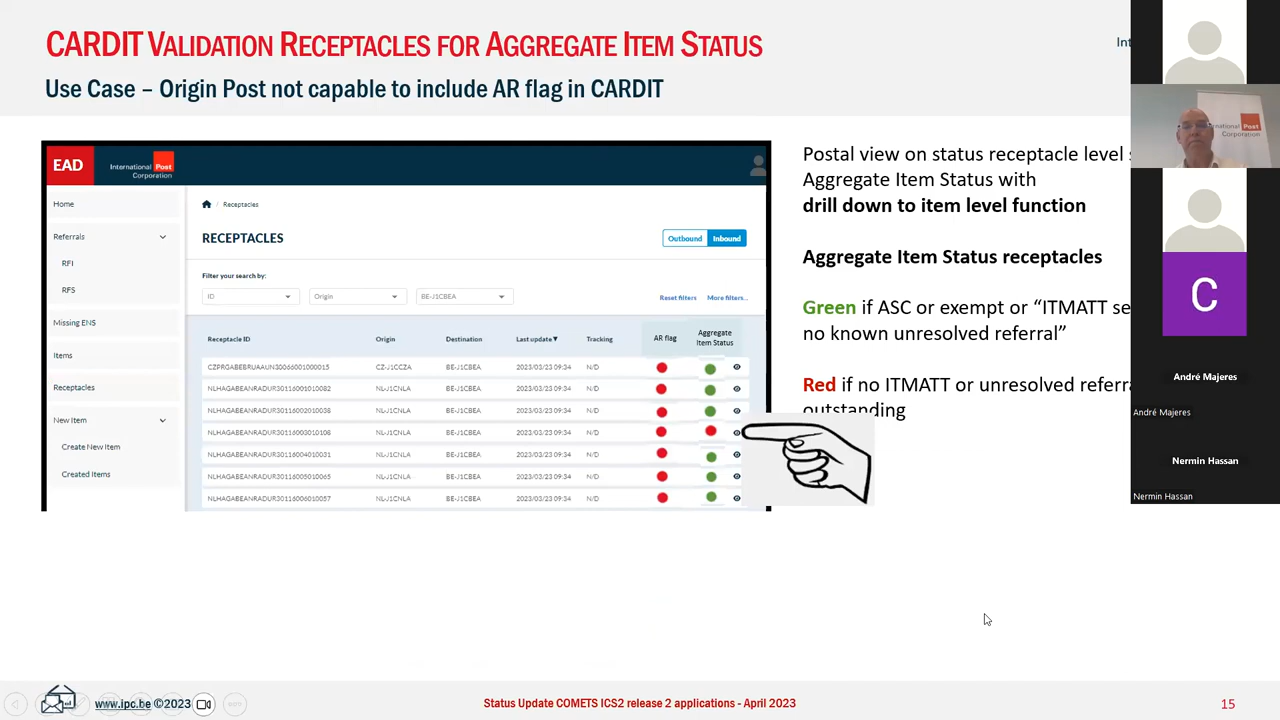 CARDIT VALIDATION RECEPTACLES FOR AGGREGATE ITEM STATUS
Int
Use Case – Origin Post not capable to include AR flag in CARDIT
EAD
International Post
Corporation
Home
Referrals
RFI
RFS
Missing ENS
Items
Receptacles
New Item
Create New Item
Created Items
/ Receptacles
RECEPTACLES
Outbound Inbound
Filter your search by:
ID Origin BE-J1CBEA Reset filters More filters...
Receptacle ID Origin Destination Last update Tracking AR flag Aggregate
Item Status
CZPRGABEBRUAAUN30066001000015 CZ-J1CCZA BE-J1CBEA 2023/03/23 09:34 N/D
NLHAGABEANRADUR30116001010082 NL-J1CNLA BE-J1CBEA 2023/03/23 09:34 N/D
NLHAGABEANRADUR30116002010038 NL-J1CNLA BE-J1CBEA 2023/03/23 09:34 N/D
NLHAGABEANRADUR30116003010108 NL-J1CNLA BE-J1CBEA 2023/03/23 09:34 N/D
NLHAGABEANRADUR30116004010031 NL-J1CNLA BE-J1CBEA 2023/03/23 09:34 N/D
NLHAGABEANRADUR30116005010065 NL-J1CNLA BE-J1CBEA 2023/03/23 09:34 N/D
NLHAGABEANRADUR30116006010057 NL-J1CNLA BE-J1CBEA 2023/03/23 09:34 N/D
Postal view on status receptacle level s
Aggregate Item Status with
drill down to item level function
Aggregate Item Status receptacles
Green if ASC or exempt or “ITMATT se
no known unresolved referral”
Red if no ITMATT or unresolved referra
outstanding
International Post
Corporation
C
André Majeres
André Majeres
Nermin Hassan
Nermin Hassan
www.ipc.be ©2023
Status Update COMETS ICS2 release 2 applications - April 2023
15